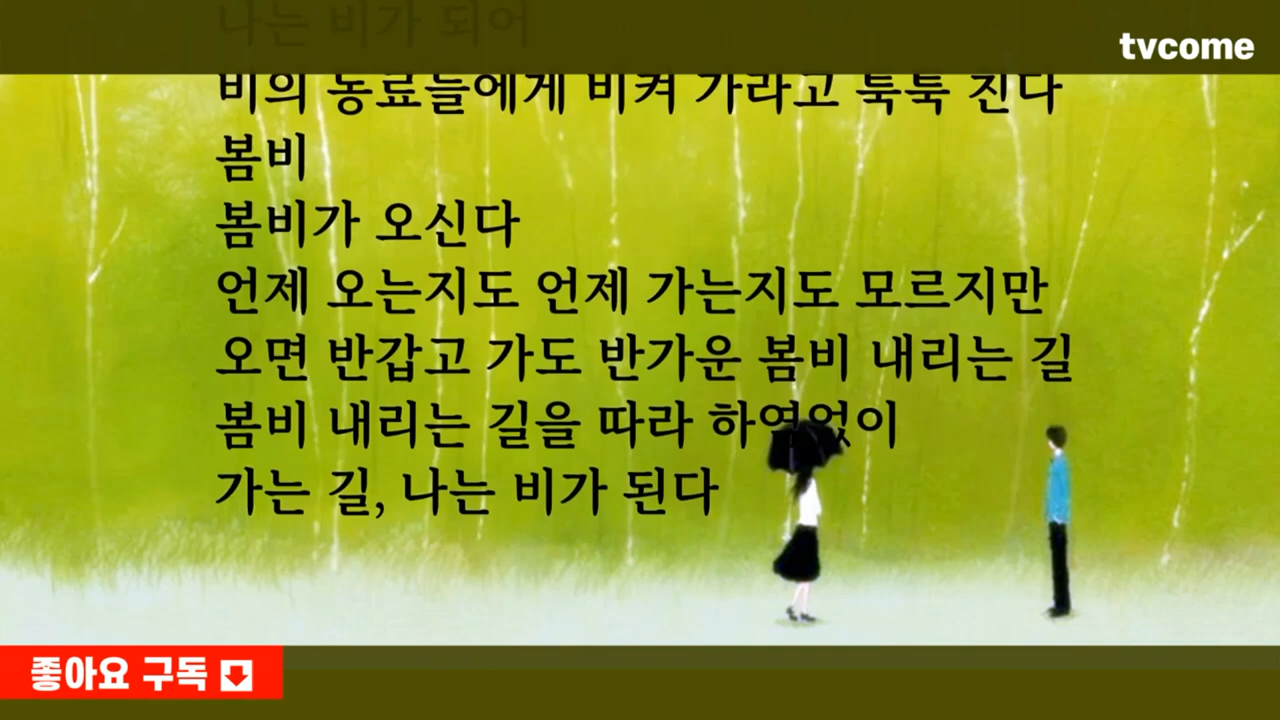 나는 비가 되어
tvcome
비의 동료들에게 비켜 가라고 툭툭 친다
봄비
봄비가 오신다
언제 오는지도 언제 가는지도 모르지만
오면 반갑고 가도 반가운 봄비 내리는 길
봄비 내리는 길을 따라 하염없이
가는 길, 나는 비가 된다
좋아요 구독